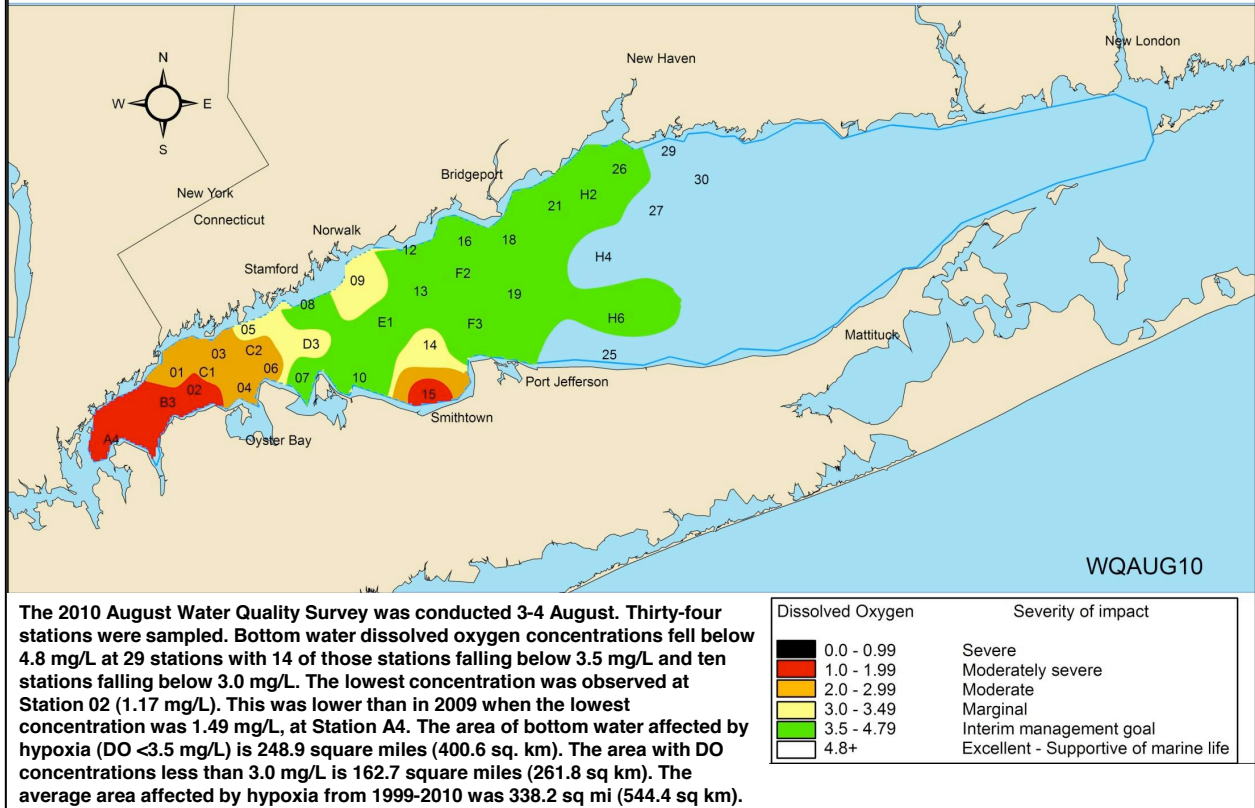 New London
New Haven
N
W E
S
29
26
30
Bridgeport
H2
New York
21
27
Connecticut
Norwalk
16
18
12
H4
Stamford
F2
09
13
19
08
H6
E1
F3
05
Mattituck
D3
14
C2
03
25
06
01
C1
07
10
Port Jefferson
02
04
15
B3
Smithtown
A4
Oyster Bay
WQAUG10
The 2010 August Water Quality Survey was conducted 3-4 August. Thirty-four
stations were sampled. Bottom water dissolved oxygen concentrations fell below
4.8 mg/L at 29 stations with 14 of those stations falling below 3.5 mg/L and ten
stations falling below 3.0 mg/L. The lowest concentration was observed at
Station 02 (1.17 mg/L). This was lower than in 2009 when the lowest
concentration was 1.49 mg/L, at Station A4. The area of bottom water affected by
hypoxia (DO <3.5 mg/L) is 248.9 square miles (400.6 sq. km). The area with DO
concentrations less than 3.0 mg/L is 162.7 square miles (261.8 sq km). The
average area affected by hypoxia from 1999-2010 was 338.2 sq mi (544.4 sq km).
Dissolved Oxygen Severity of impact
0.0 - 0.99 Severe
1.0 - 1.99 Moderately severe
2.0 - 2.99 Moderate
3.0 - 3.49 Marginal
3.5 - 4.79 Interim management goal
4.8+ Excellent - Supportive of marine life